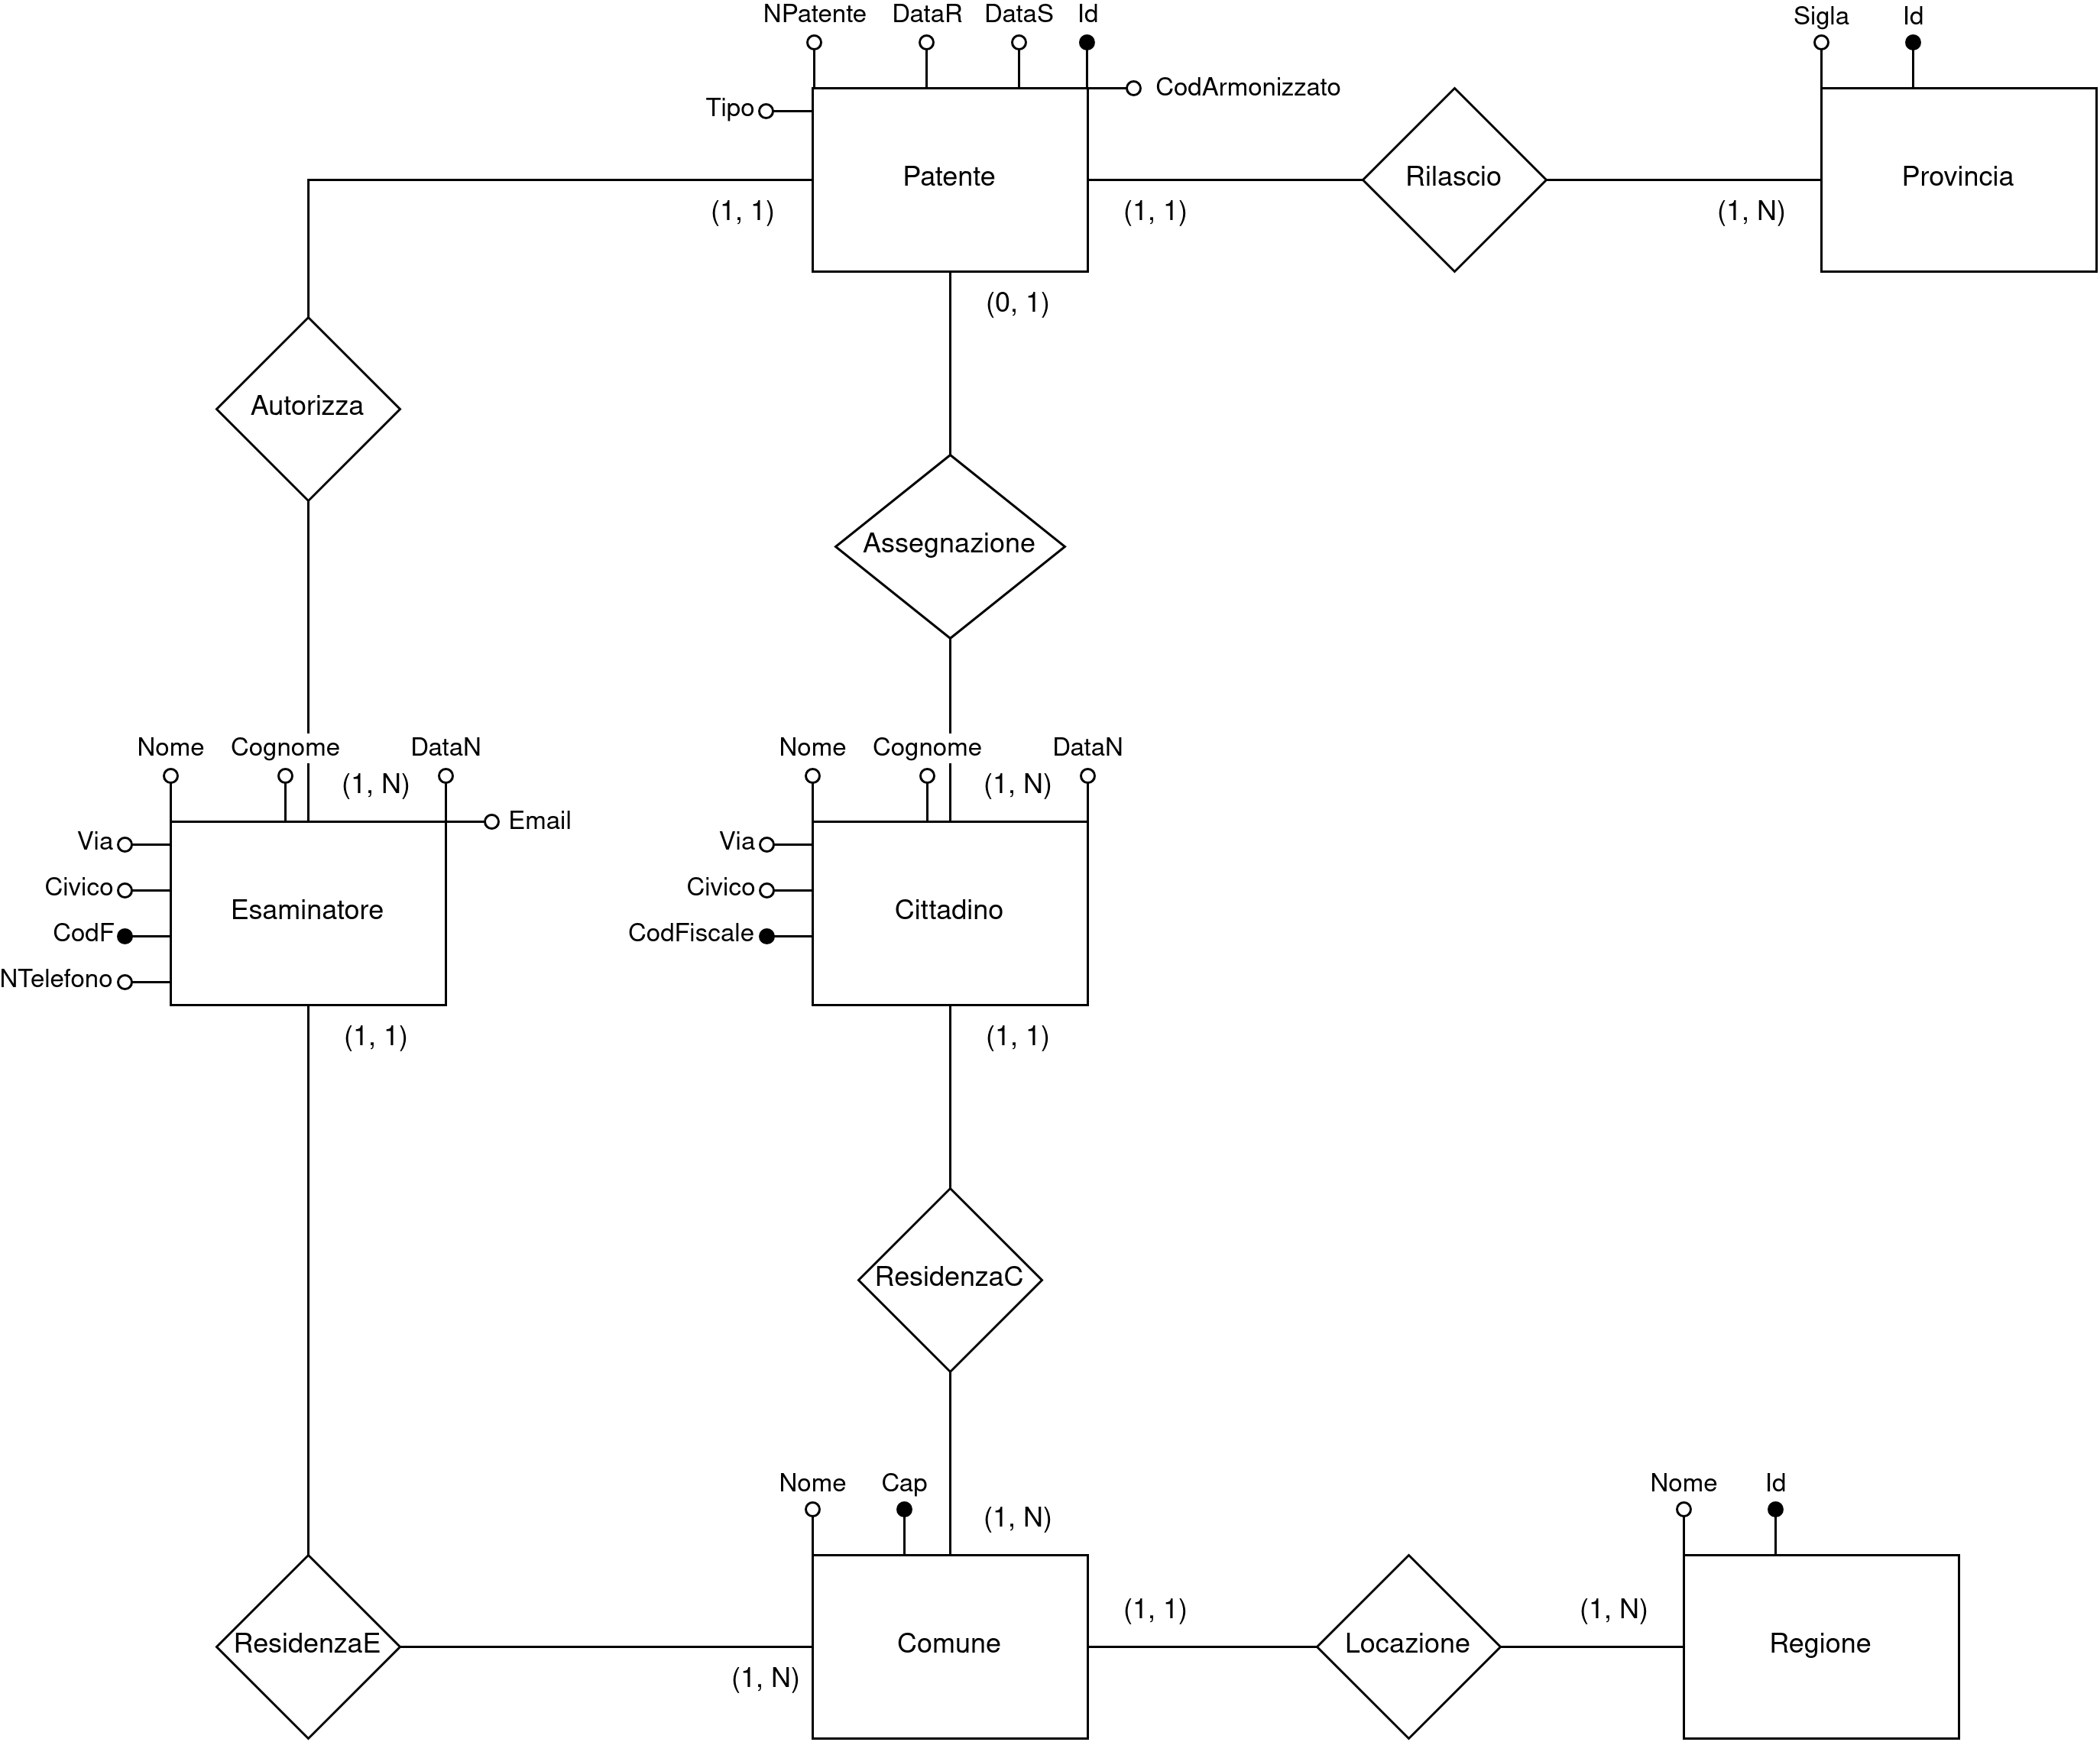 NPatente DataR DataS Id
Sigla Id
CodArmonizzato
Tipo
Patente
Rilascio
Provincia
(1, 1)
(1, 1)
(1, N)
(0, 1)
Autorizza
Assegnazione
Nome Cognome DataN
(1, N)
Email
Via
Civico
Esaminatore
CodF
NTelefono
(1, 1)
Nome Cognome DataN
(1, N)
Via
Civico
Cittadino
CodFiscale
(1, 1)
ResidenzaC
Nome Cap
(1, N)
Nome Id
(1, 1)
(1, N)
ResidenzaE
Comune
Locazione
Regione
(1, N)